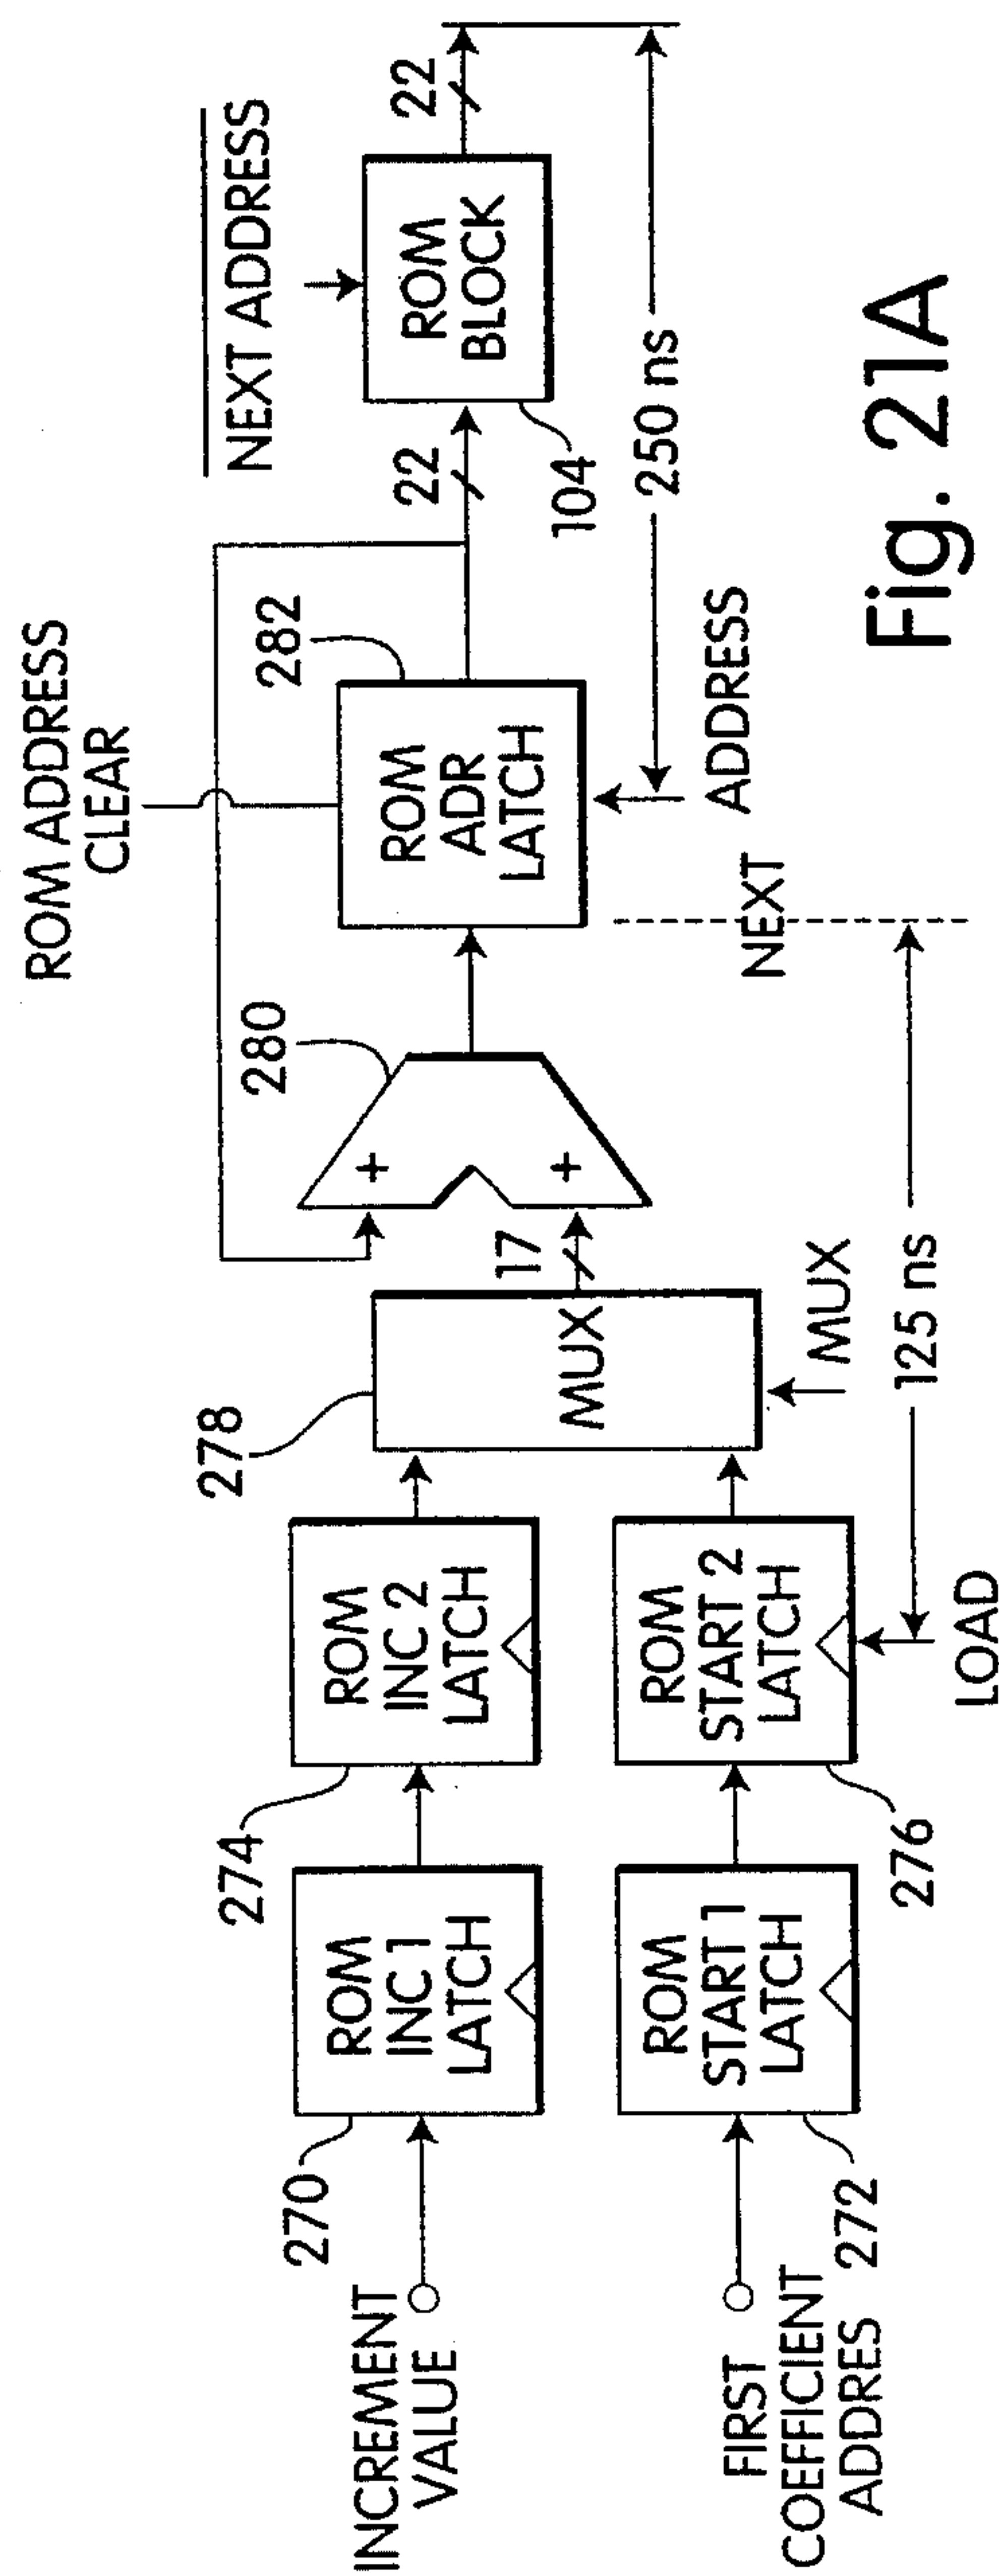 INCREMENT
VALUE
270
ROM
INC 1
LATCH
274
ROM
INC 2
LATCH
FIRST
COEFFICIENT
ADDRES
272
ROM
START 1
LATCH
276
ROM
START 2
LATCH
LOAD
278
MUX
MUX
125 ns
17
280
+
+
NEXT
ADDRESS
ROM ADDRESS
CLEAR
282
ROM
ADR
LATCH
22
104
NEXT ADDRESS
ROM
BLOCK
22
250 ns
Fig. 21A